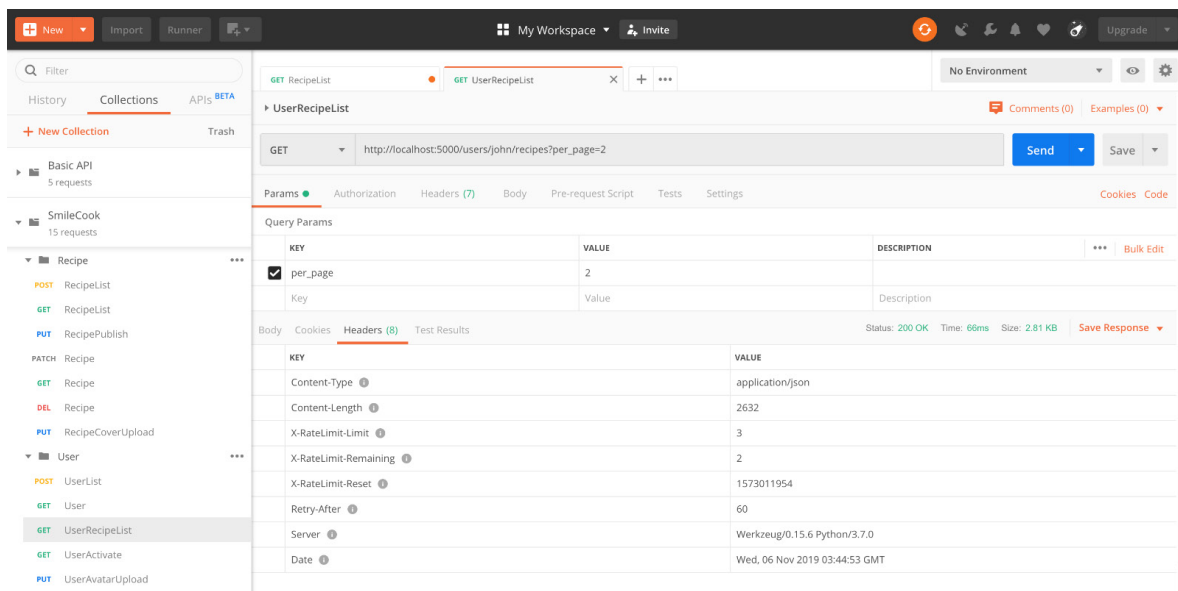 New Import Runner My Workspace Invite Upgrade
Filter
History Collections APIs BETA
+ New Collection Trash
Basic API
5 requests
SmileCook
15 requests
Recipe
POST RecipeList
GET RecipeList
PUT RecipePublish
PATCH Recipe
GET Recipe
DEL Recipe
PUT RecipeCoverUpload
User
POST UserList
GET User
GET UserRecipeList
GET UserActivate
PUT UserAvatarUpload
GET RecipeList GET UserRecipeList No Environment
UserRecipeList Comments (0) Examples (0)
GET http://localhost:5000/users/john/recipes?per_page=2 Send Save
Params Authorization Headers (7) Body Pre-request Script Tests Settings Cookies Code
Query Params
KEY VALUE DESCRIPTION Bulk Edit
per_page 2
Key Value Description
Body Cookies Headers (8) Test Results Status: 200 OK Time: 66ms Size: 2.81 KB Save Response
KEY VALUE
Content-Type application/json
Content-Length 2632
X-RateLimit-Limit 3
X-RateLimit-Remaining 2
X-RateLimit-Reset 1573011954
Retry-After 60
Server Werkzeug/0.15.6 Python/3.7.0
Date Wed, 06 Nov 2019 03:44:53 GMT